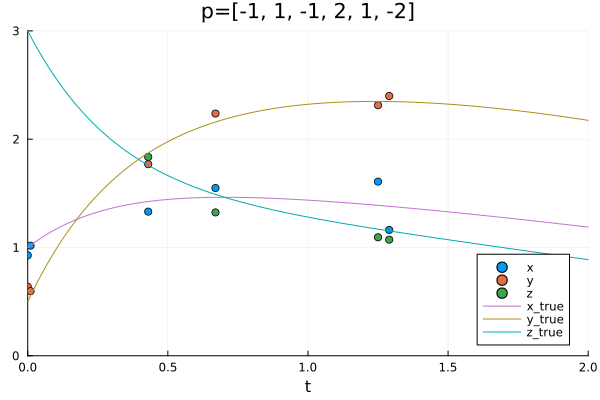 p=[-1, 1, -1, 2, 1, -2]
3
2
1
0
x
y
z
x_true
y_true
z_true
0.0 0.5 1.0 1.5 2.0
t